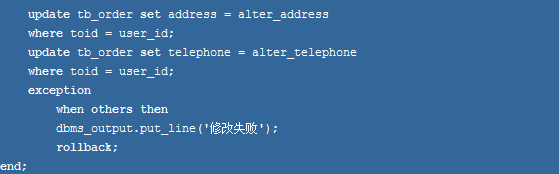 update tb_order set address = alter_address
where toid = user_id;
update tb_order set telephone = alter_telephone
where toid = user_id;
exception
when others then
dbms_output.put_line('修改失败');
rollback;
end;